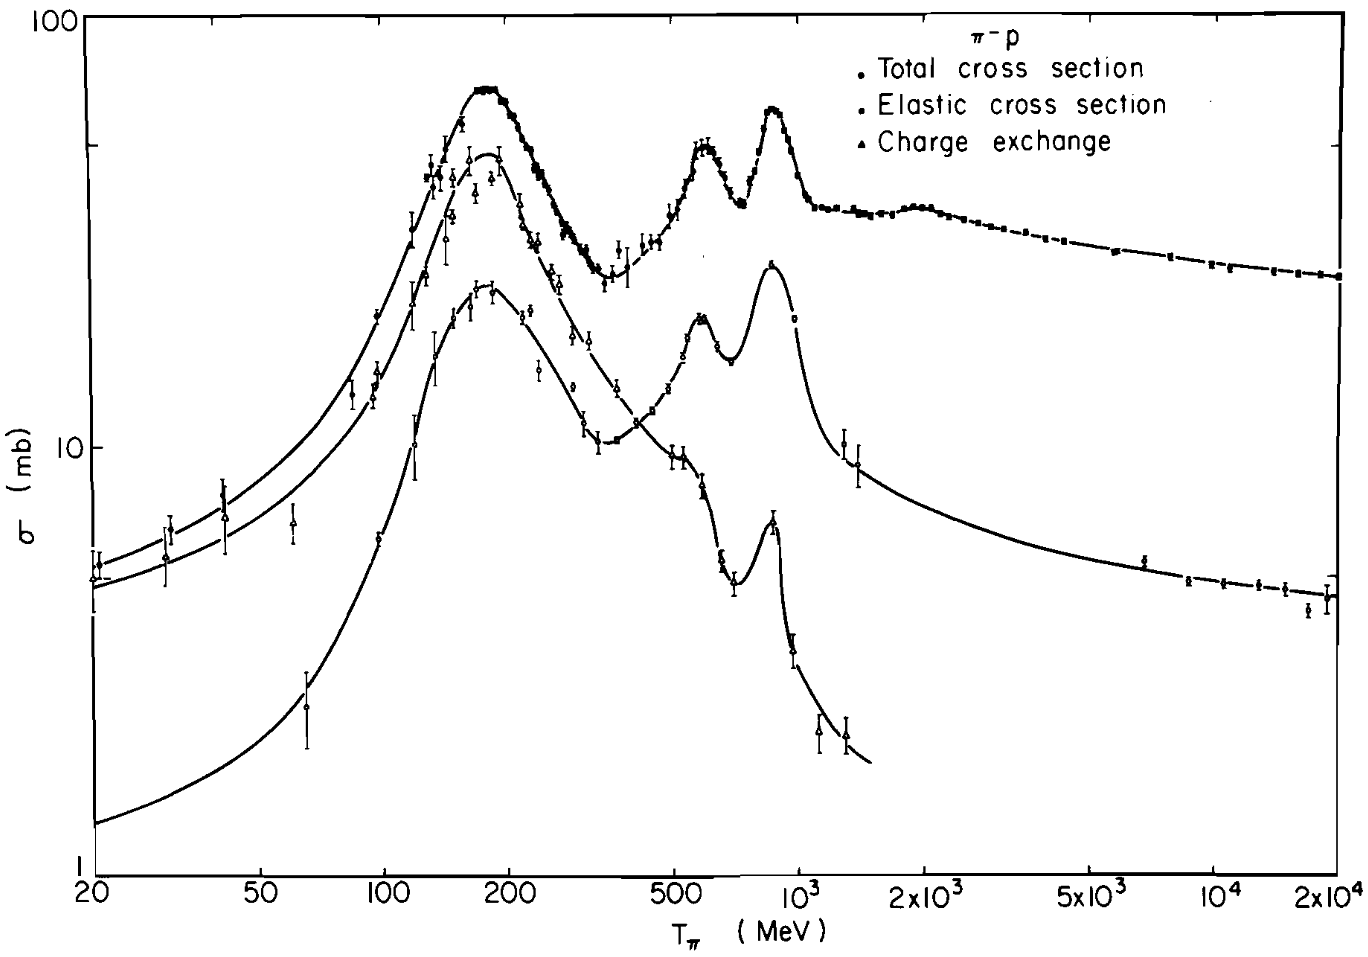 100
π-p
Total cross section
Elastic cross section
Charge exchange
10
σ (mb)
1
20 50 100 200 500 10³ 2x10³ 5x10³ 10⁴ 2x10⁴
Tπ (MeV)